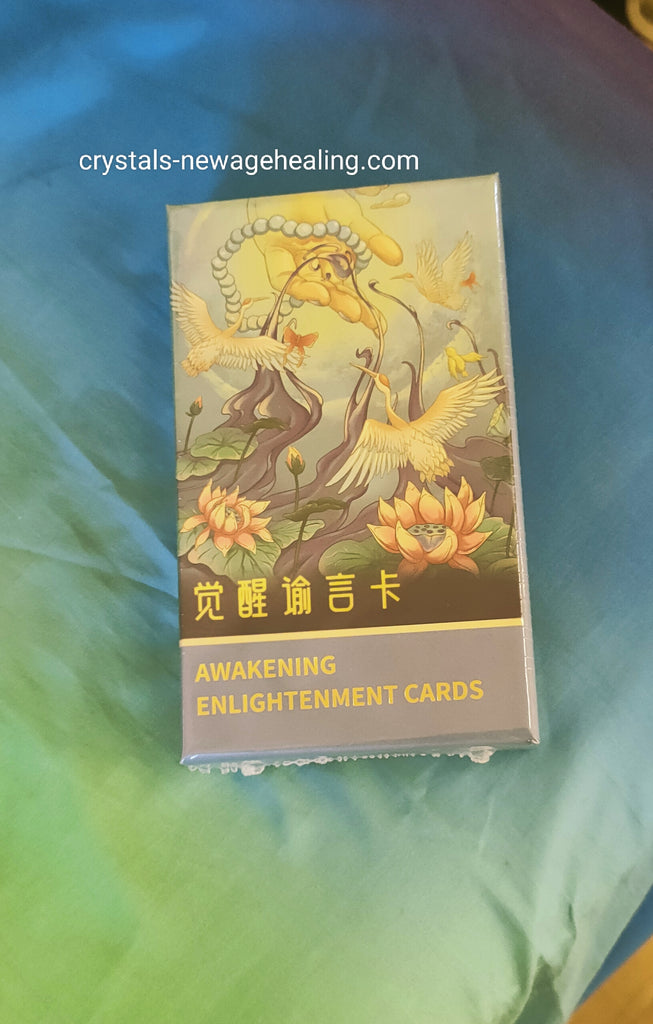 crystals-newagehealing.com
觉醒谕言卡
AWAKENING
ENLIGHTENMENT CARDS